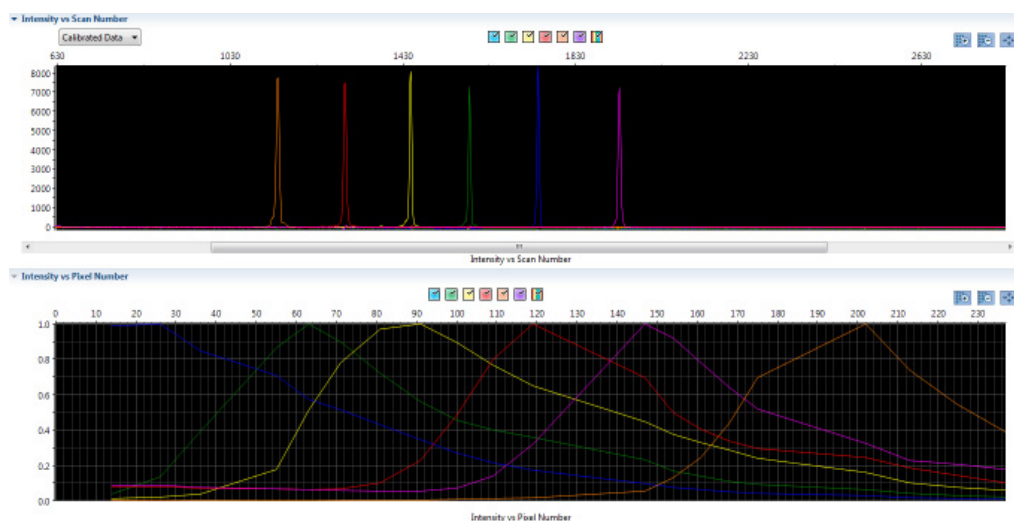 Intensity vs Scan Number
Calibrated Data
630 1030 1430 1830 2230 2630
8000
7000
6000
5000
4000
3000
2000
1000
0
Intensity vs Scan Number
Intensity vs Pixel Number
0 10 20 30 40 50 60 70 80 90 100 110 120 130 140 150 160 170 180 190 200 210 220 230
1.0
0.8
0.6
0.4
0.2
0.0
Intensity vs Pixel Number